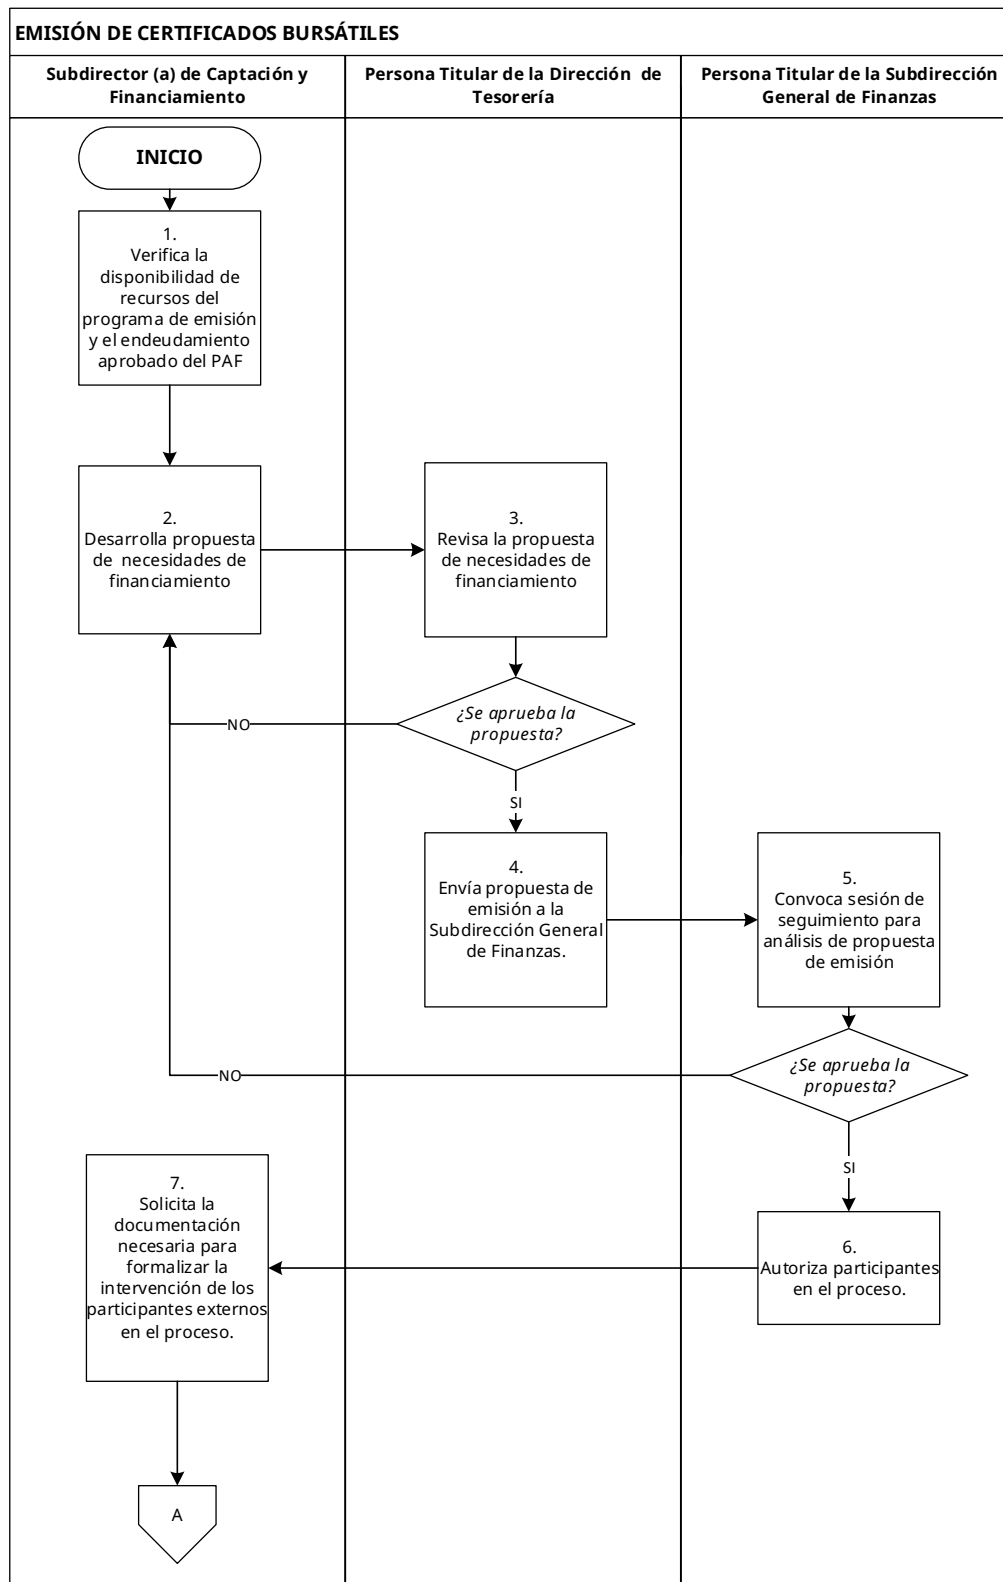 EMISIÓN DE CERTIFICADOS BURSÁTILES
Subdirector (a) de Captación y
Financiamiento
Persona Titular de la Dirección de
Tesorería
Persona Titular de la Subdirección
General de Finanzas
INICIO
1.
Verifica la
disponibilidad de
recursos del
programa de emisión
y el endeudamiento
aprobado del PAF
2.
Desarrolla propuesta
de necesidades de
financiamiento
3.
Revisa la propuesta
de necesidades de
financiamiento
¿Se aprueba la
propuesta?
NO
SI
4.
Envía propuesta de
emisión a la
Subdirección General
de Finanzas.
5.
Convoca sesión de
seguimiento para
análisis de propuesta
de emisión
¿Se aprueba la
propuesta?
NO
SI
6.
Autoriza participantes
en el proceso.
7.
Solicita la
documentación
necesaria para
formalizar la
intervención de los
participantes externos
en el proceso.
A